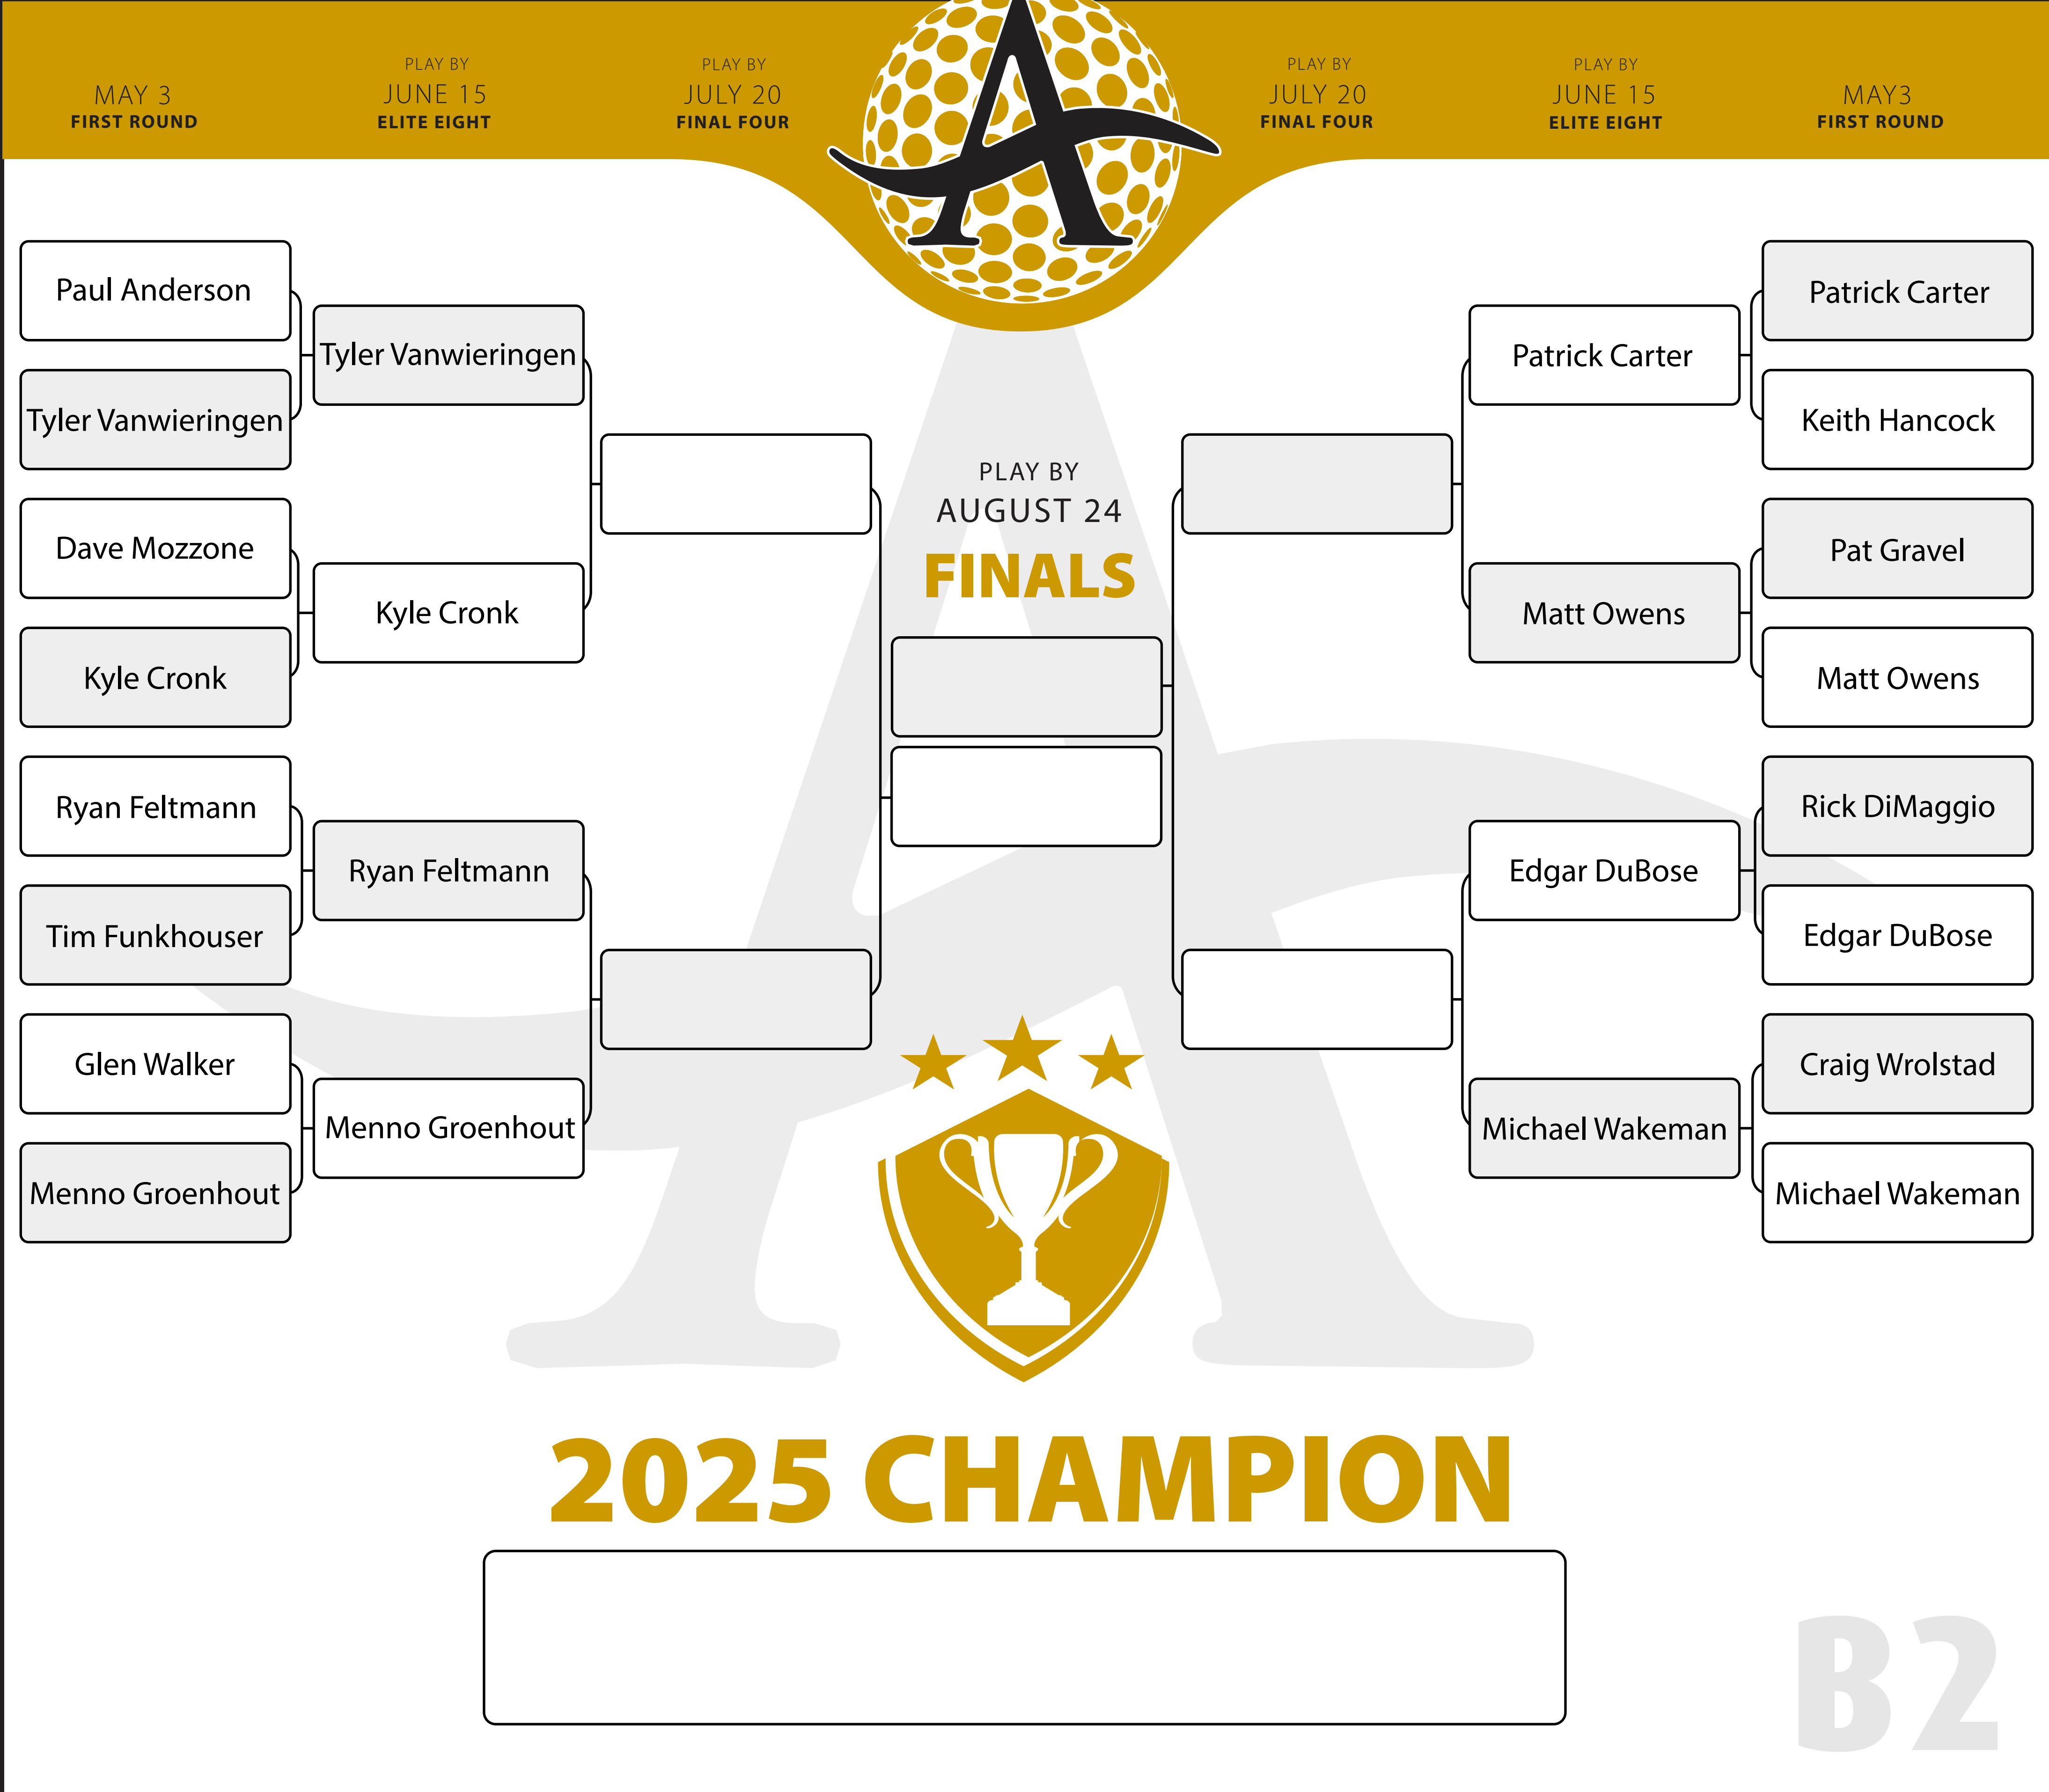 MAY 3
FIRST ROUND
PLAY BY
JUNE 15
ELITE EIGHT
PLAY BY
JULY 20
FINAL FOUR
A
PLAY BY
JULY 20
FINAL FOUR
PLAY BY
JUNE 15
ELITE EIGHT
MAY3
FIRST ROUND
Paul Anderson
Tyler Vanwieringen
Dave Mozzone
Kyle Cronk
Ryan Feltmann
Tim Funkhouser
Glen Walker
Menno Groenhout
Tyler Vanwieringen
Kyle Cronk
Ryan Feltmann
Menno Groenhout
PLAY BY
AUGUST 24
FINALS
Patrick Carter
Matt Owens
Edgar DuBose
Michael Wakeman
Patrick Carter
Keith Hancock
Pat Gravel
Matt Owens
Rick DiMaggio
Edgar DuBose
Craig Wrolstad
Michael Wakeman
2025 CHAMPION
B2